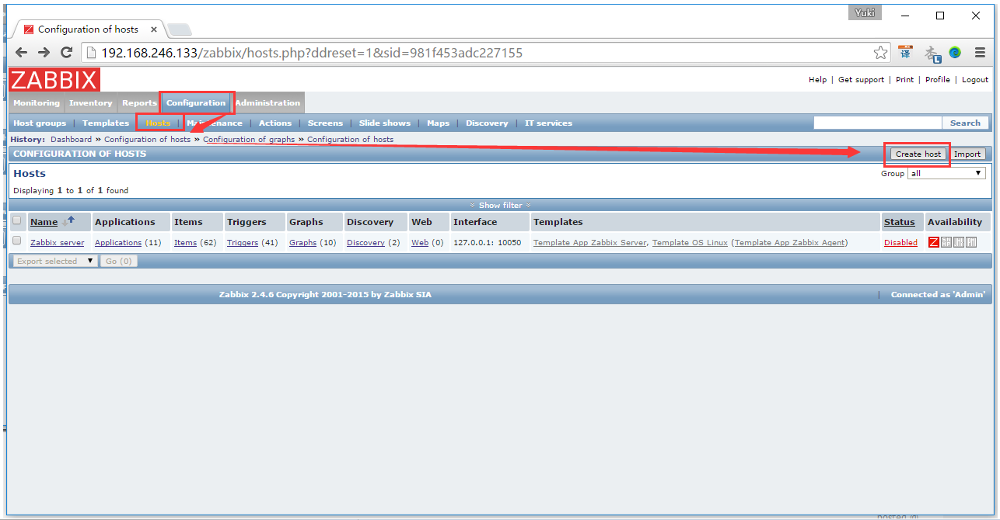 Yuki
Configuration of hosts
192.168.246.133/zabbix/hosts.php?ddreset=1&sid=981f453adc227155
译
ZABBIX
Help | Get support | Print | Profile | Logout
Monitoring Inventory Reports Configuration Administration
Host groups | Templates | Hosts | Maintenance | Actions | Screens | Slide shows | Maps | Discovery | IT services Search
History: Dashboard » Configuration of hosts » Configuration of graphs » Configuration of hosts
CONFIGURATION OF HOSTS Create host Import
Hosts Group all
Displaying 1 to 1 of 1 found
Show filter
Name Applications Items Triggers Graphs Discovery Web Interface Templates Status Availability
Zabbix server Applications (11) Items (62) Triggers (41) Graphs (10) Discovery (2) Web (0) 127.0.0.1: 10050 Template App Zabbix Server, Template OS Linux (Template App Zabbix Agent) Disabled Z
Export selected Go (0)
Zabbix 2.4.6 Copyright 2001-2015 by Zabbix SIA | Connected as 'Admin'